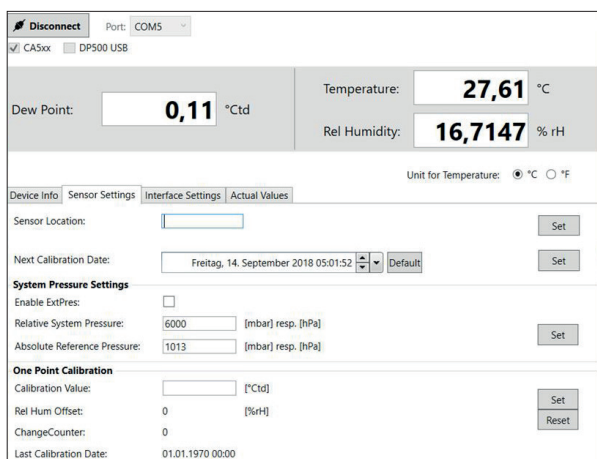 Disconnect Port: COM5
CA5xx DP500 USB
Dew Point: 0,11 °Ctd
Temperature: 27,61 °C
Rel Humidity: 16,7147 % rH
Unit for Temperature: °C °F
Device Info Sensor Settings Interface Settings Actual Values
Sensor Location: Set
Next Calibration Date: Freitag, 14. September 2018 05:01:52 Default Set
System Pressure Settings
Enable ExtPres:
Relative System Pressure: 6000 [mbar] resp. [hPa]
Set
Absolute Reference Pressure: 1013 [mbar] resp. [hPa]
One Point Calibration
Calibration Value: [°Ctd]
Set
Rel Hum Offset: 0 [%rH]
Reset
ChangeCounter: 0
Last Calibration Date: 01.01.1970 00:00